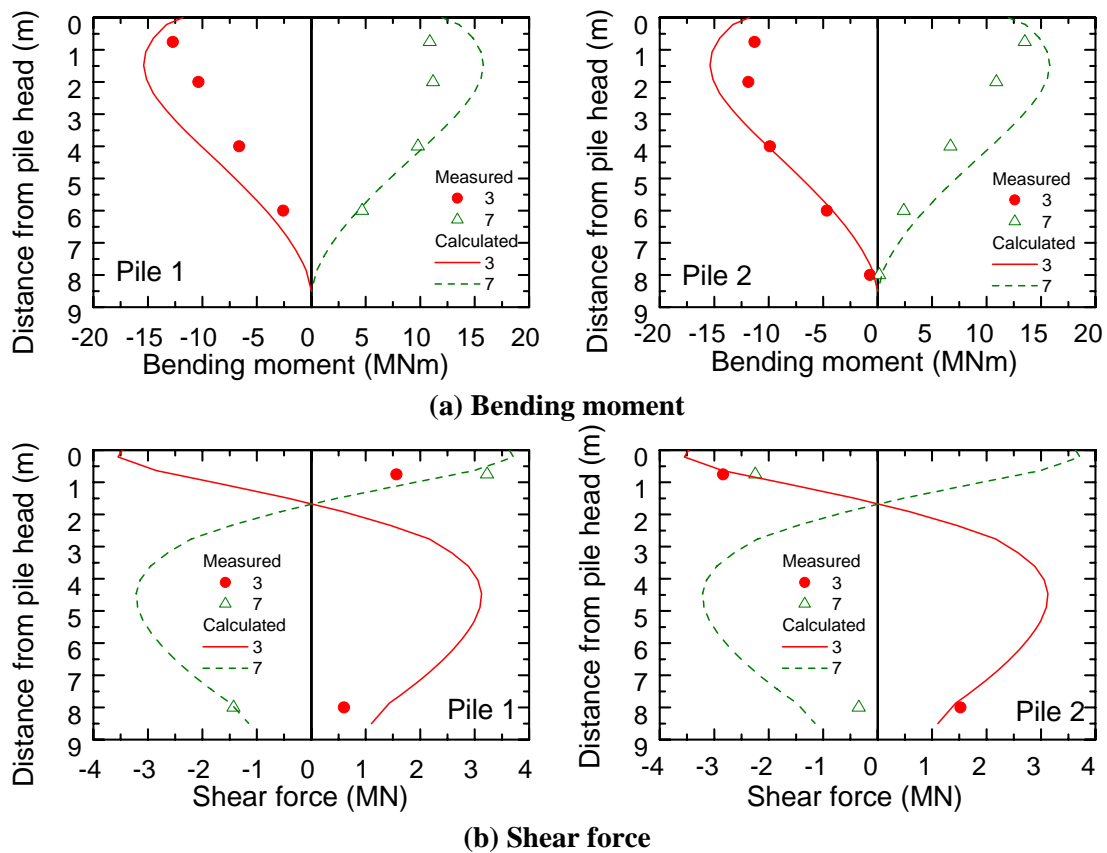 Distance from pile head (m)
0
1
2
3
4
5
6
7
8
9
Measured
3
7
Calculated
3
7
Pile 1
-20 -15 -10 -5 0 5 10 15 20
Bending moment (MNm)
Distance from pile head (m)
0
1
2
3
4
5
6
7
8
9
Measured
3
7
Calculated
3
7
Pile 2
-20 -15 -10 -5 0 5 10 15 20
Bending moment (MNm)
(a) Bending moment
Distance from pile head (m)
0
1
2
3
4
5
6
7
8
9
Measured
3
7
Calculated
3
7
Pile 1
-4 -3 -2 -1 0 1 2 3 4
Shear force (MN)
Distance from pile head (m)
0
1
2
3
4
5
6
7
8
9
Measured
3
7
Calculated
3
7
Pile 2
-4 -3 -2 -1 0 1 2 3 4
Shear force (MN)
(b) Shear force